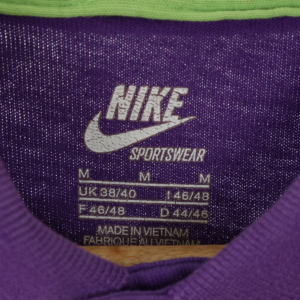 NIKE
SPORTSWEAR
M M M
UK 38/40 I 46/48
F 46/48 D 44/46
MADE IN VIETNAM
FABRIQUE AU VIETNAM